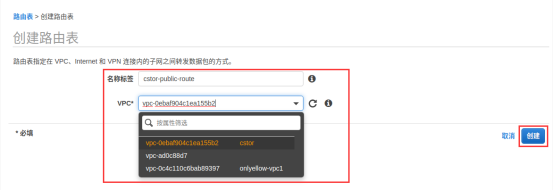 路由表 > 创建路由表
创建路由表
路由表指定在 VPC、Internet 和 VPN 连接内的子网之间转发数据包的方式。
名称标签 cstor-public-route
VPC* vpc-0ebaf904c1ea155b2
按属性筛选
vpc-0ebaf904c1ea155b2 cstor
vpc-ad0c88d7
vpc-0c4c110c6bab89397 onlyellow-vpc1
* 必填 取消 创建